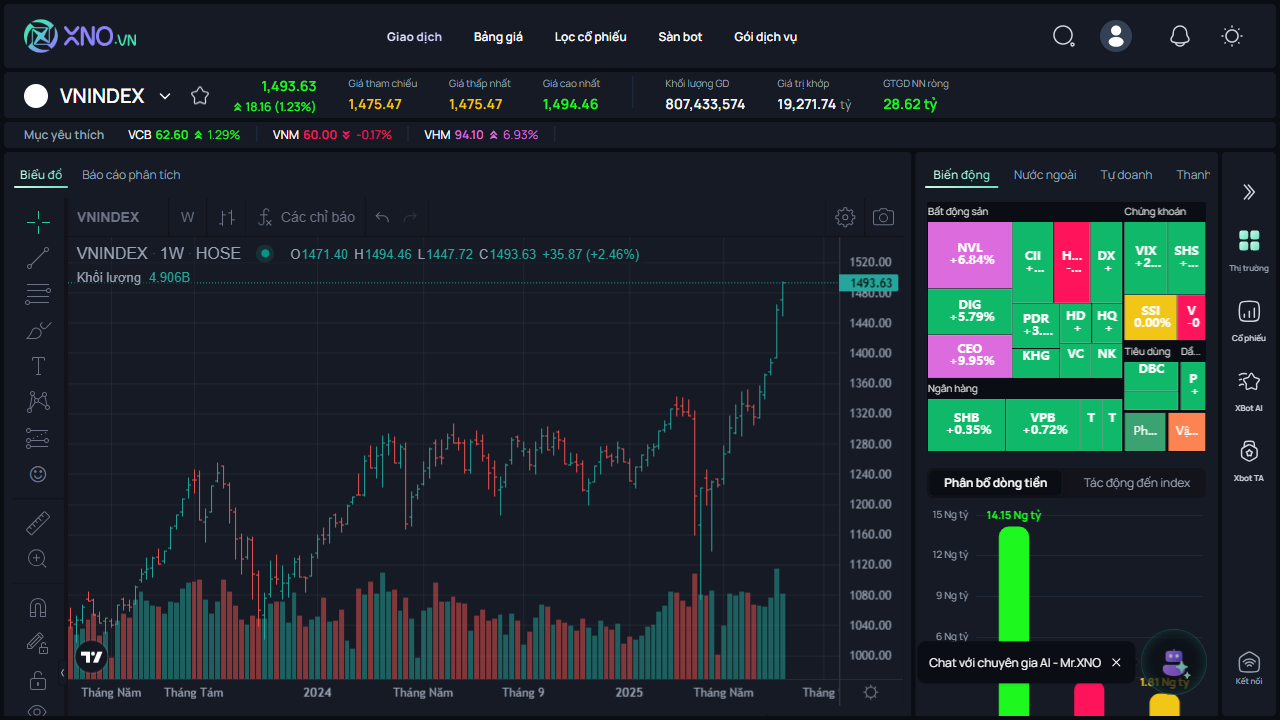 XNO.VN
Giao dịch Bảng giá Lọc cổ phiếu Sàn bot Gói dịch vụ
VNINDEX
1,493.63
18.16 (1.23%)
Giá tham chiếu
1,475.47
Giá thấp nhất
1,475.47
Giá cao nhất
1,494.46
Khối lượng GD
807,433,574
Giá trị khớp
19,271.74 tỷ
GTGD NN ròng
28.62 tỷ
Mục yêu thích VCB 62.60 1.29% VNM 60.00 -0.17% VHM 94.10 6.93%
Biểu đồ Báo cáo phân tích
VNINDEX W Các chỉ báo
VNINDEX · 1W · HOSE O1471.40 H1494.46 L1447.72 C1493.63 +35.87 (+2.46%)
Khối lượng 4.906B
1520.00
1493.63
1480.00
1440.00
1400.00
1360.00
1320.00
1280.00
1240.00
1200.00
1160.00
1120.00
1080.00
1040.00
1000.00
Tháng Năm Tháng Tám 2024 Tháng Năm Tháng 9 2025 Tháng Năm Tháng
Biến động Nước ngoài Tự doanh Thanh
Bất động sản
NVL
+6.84%
DIG
+5.79%
CEO
+9.95%
CII
+...
H...
-...
DX
+
PDR
+3....
HD
+
HQ
+
KHG
VC
NK
Chứng khoán
VIX
+2...
SHS
+...
SSI
0.00%
V
-0
Tiêu dùng
DBC
Dầ...
P
+
Ngân hàng
SHB
+0.35%
VPB
+0.72%
T
T
Ph...
Vậ...
Phân bổ dòng tiền Tác động đến index
15 Ng tỷ
14.15 Ng tỷ
12 Ng tỷ
9 Ng tỷ
6 Ng tỷ
1.81 Ng tỷ
Chat với chuyên gia AI - Mr.XNO
Thị trường
Cổ phiếu
XBot AI
Xbot TA
Kết nối